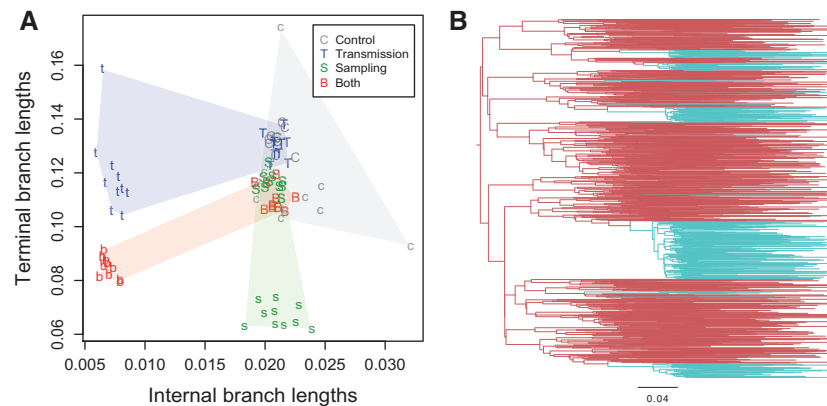 A
B
C Control
T Transmission
S Sampling
B Both
Terminal branch lengths
0.16
0.14
0.12
0.10
0.08
0.06
0.005
0.010
0.015
0.020
0.025
0.030
Internal branch lengths
0.04